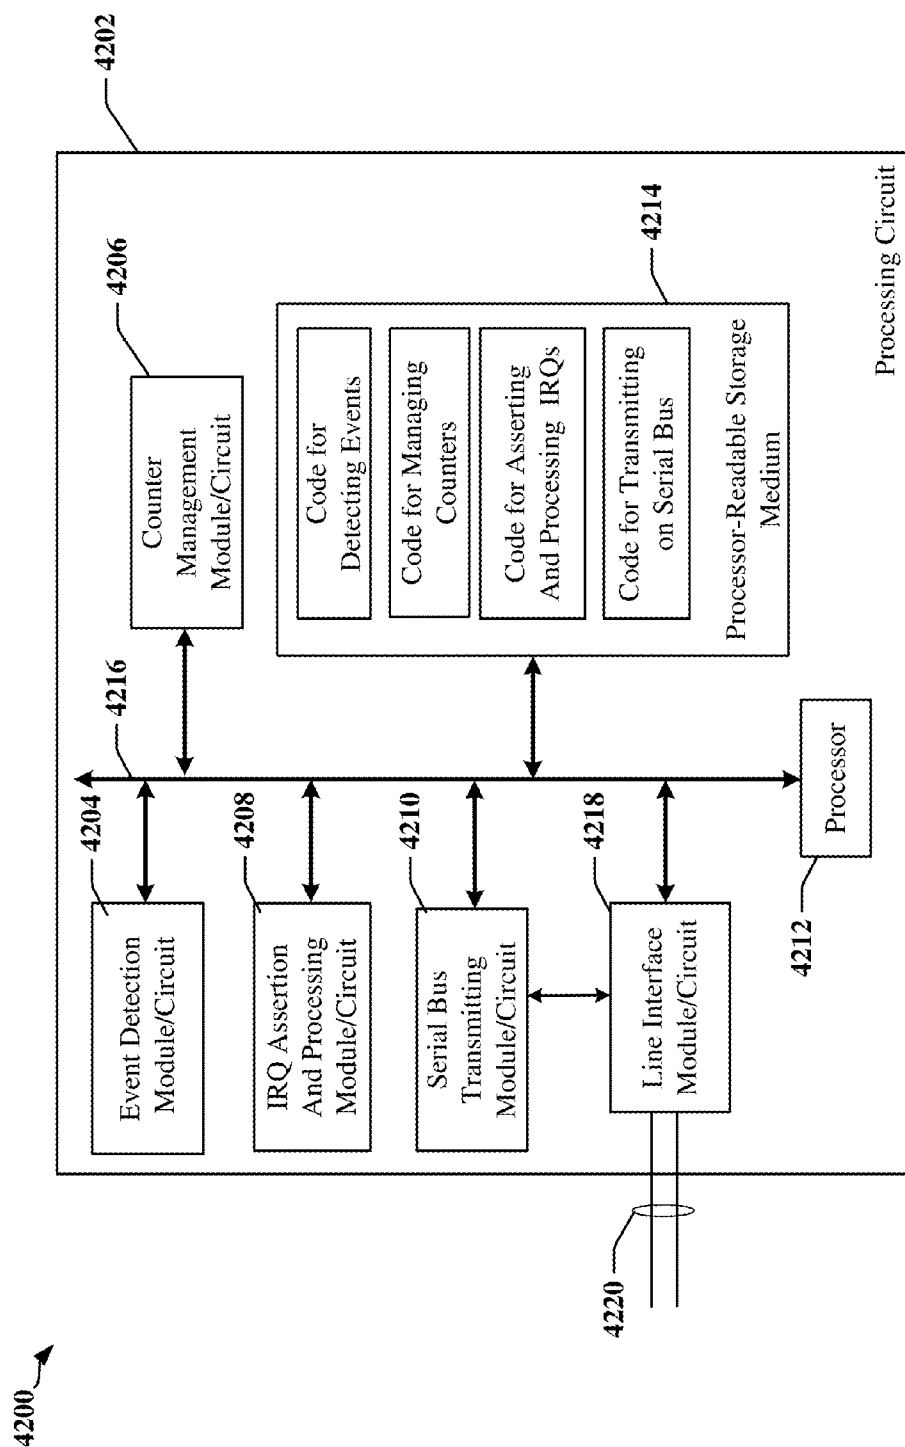 4200
4202
4204
Event Detection
Module/Circuit
4216
4206
Counter
Management
Module/Circuit
4208
IRQ Assertion
And Processing
Module/Circuit
4210
Serial Bus
Transmitting
Module/Circuit
4218
Line Interface
Module/Circuit
4220
4212
Processor
4214
Code for
Detecting Events
Code for Managing
Counters
Code for Asserting
And Processing IRQs
Code for Transmitting
on Serial Bus
Processor-Readable Storage
Medium
Processing Circuit